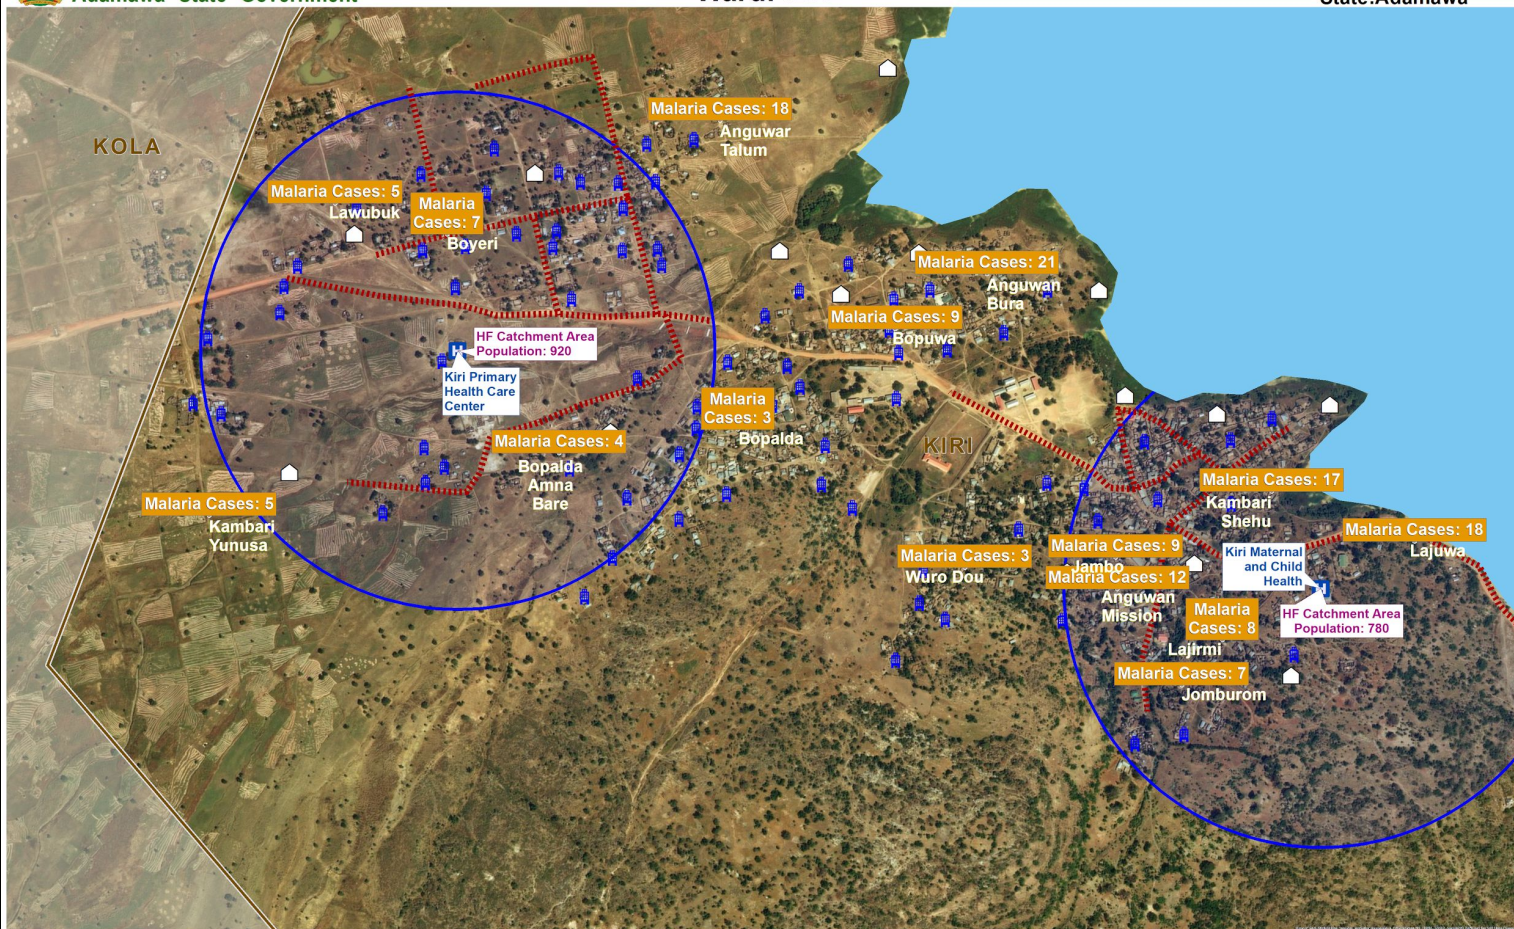 KOLA
Malaria Cases: 18
Anguwar
Talum
Malaria Cases: 5
Lawubuk
Malaria
Cases: 7
Boyeri
Malaria Cases: 21
Anguwan
Bura
Malaria Cases: 9
Bopuwa
HF Catchment Area
Population: 920
Kiri Primary
Health Care
Center
Malaria
Cases: 3
Bopalda
KIRI
Malaria Cases: 4
Bopalda
Amna
Bare
Malaria Cases: 5
Kambari
Yunusa
Malaria Cases: 17
Kambari
Shehu
Malaria Cases: 18
Lajuwa
Malaria Cases: 3
Wuro Dou
Malaria Cases: 9
Jambo
Malaria Cases: 12
Anguwan
Mission
Kiri Maternal
and Child
Health
HF Catchment Area
Population: 780
Malaria
Cases: 8
Lajirmi
Malaria Cases: 7
Jomburom